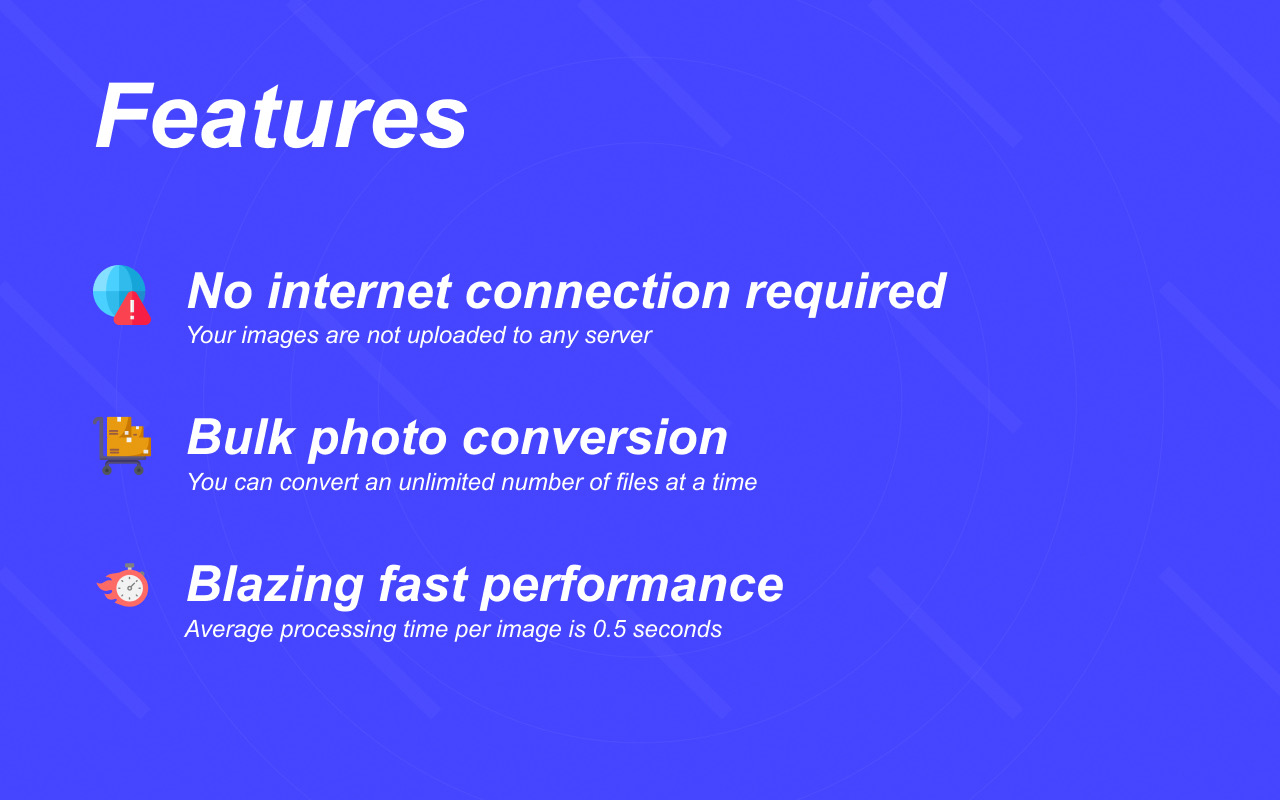 Features
No internet connection required
Your images are not uploaded to any server
Bulk photo conversion
You can convert an unlimited number of files at a time
Blazing fast performance
Average processing time per image is 0.5 seconds